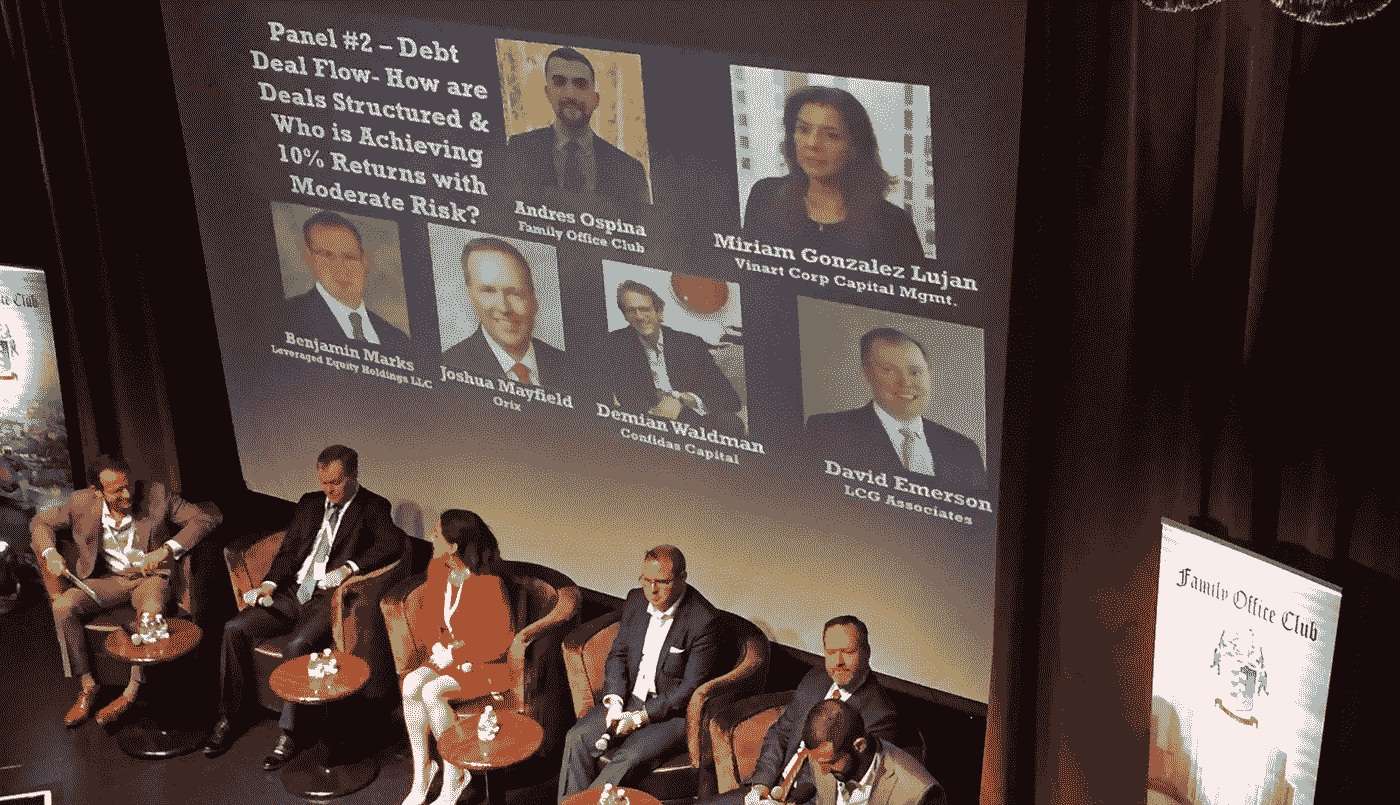 Panel #2 – Debt
Deal Flow- How are
Deals Structured &
Who is Achieving
10% Returns with
Moderate Risk?
Andres Ospina
Family Office Club
Miriam Gonzalez Lujan
Vinart Corp Capital Mgmt.
Benjamin Marks
Leveraged Equity Holdings LLC
Joshua Mayfield
Orix
Demian Waldman
Confidas Capital
David Emerson
LCG Associates
Club
Family Office Club